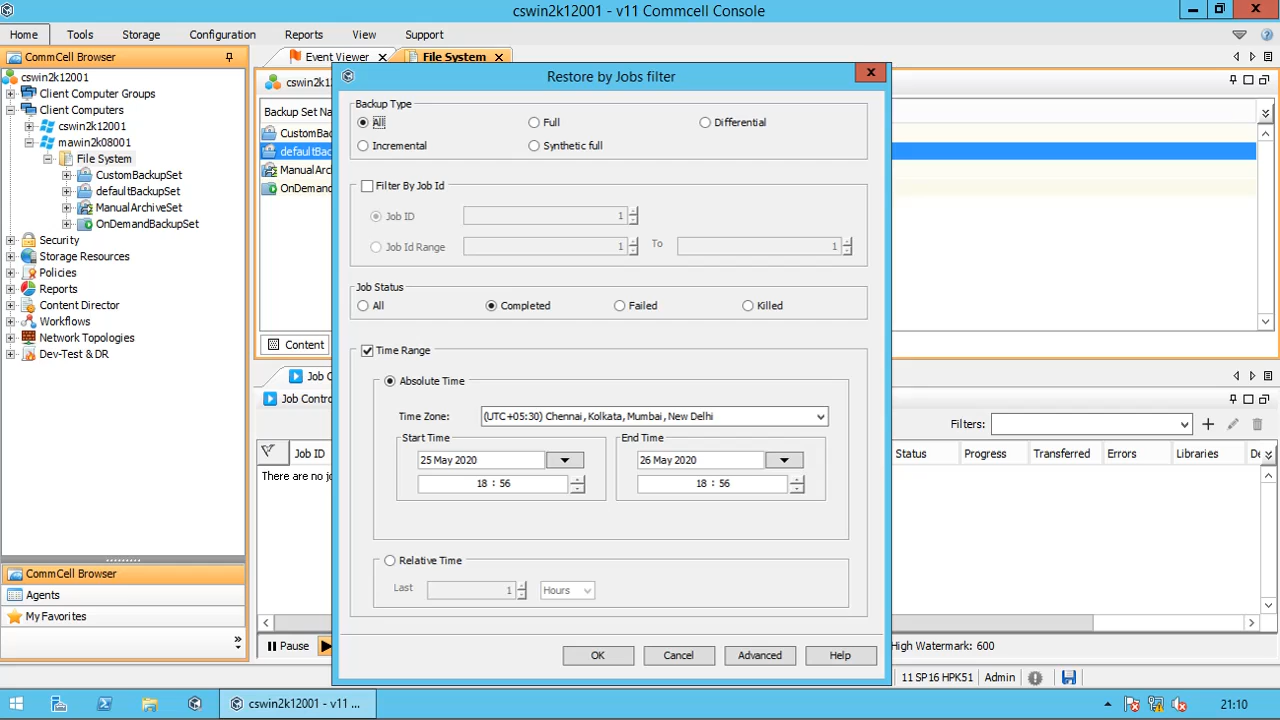 cswin2k12001 - v11 Commcell Console
Home Tools Storage Configuration Reports View Support
CommCell Browser
cswin2k12001
Client Computer Groups
Client Computers
cswin2k12001
mawin2k08001
File System
CustomBackupSet
defaultBackupSet
ManualArchiveSet
OnDemandBackupSet
Security
Storage Resources
Policies
Reports
Content Director
Workflows
Network Topologies
Dev-Test & DR
CommCell Browser
Agents
My Favorites
Event Viewer File System
cswin2k12
Backup Set Na
CustomBac
defaultBac
ManualArc
OnDemand
Content
Job C
Job Contro
Filters:
Job ID Status Progress Transferred Errors Libraries De
There are no jo
Pause High Watermark: 600
11 SP16 HPK51 Admin
Restore by Jobs filter
Backup Type
All Full Differential
Incremental Synthetic full
Filter By Job Id
Job ID 1
Job Id Range 1 To 1
Job Status
All Completed Failed Killed
Time Range
Absolute Time
Time Zone: (UTC+05:30) Chennai, Kolkata, Mumbai, New Delhi
Start Time End Time
25 May 2020 26 May 2020
18 : 56 18 : 56
Relative Time
Last 1 Hours
OK Cancel Advanced Help
cswin2k12001 - v11 ... 21:10